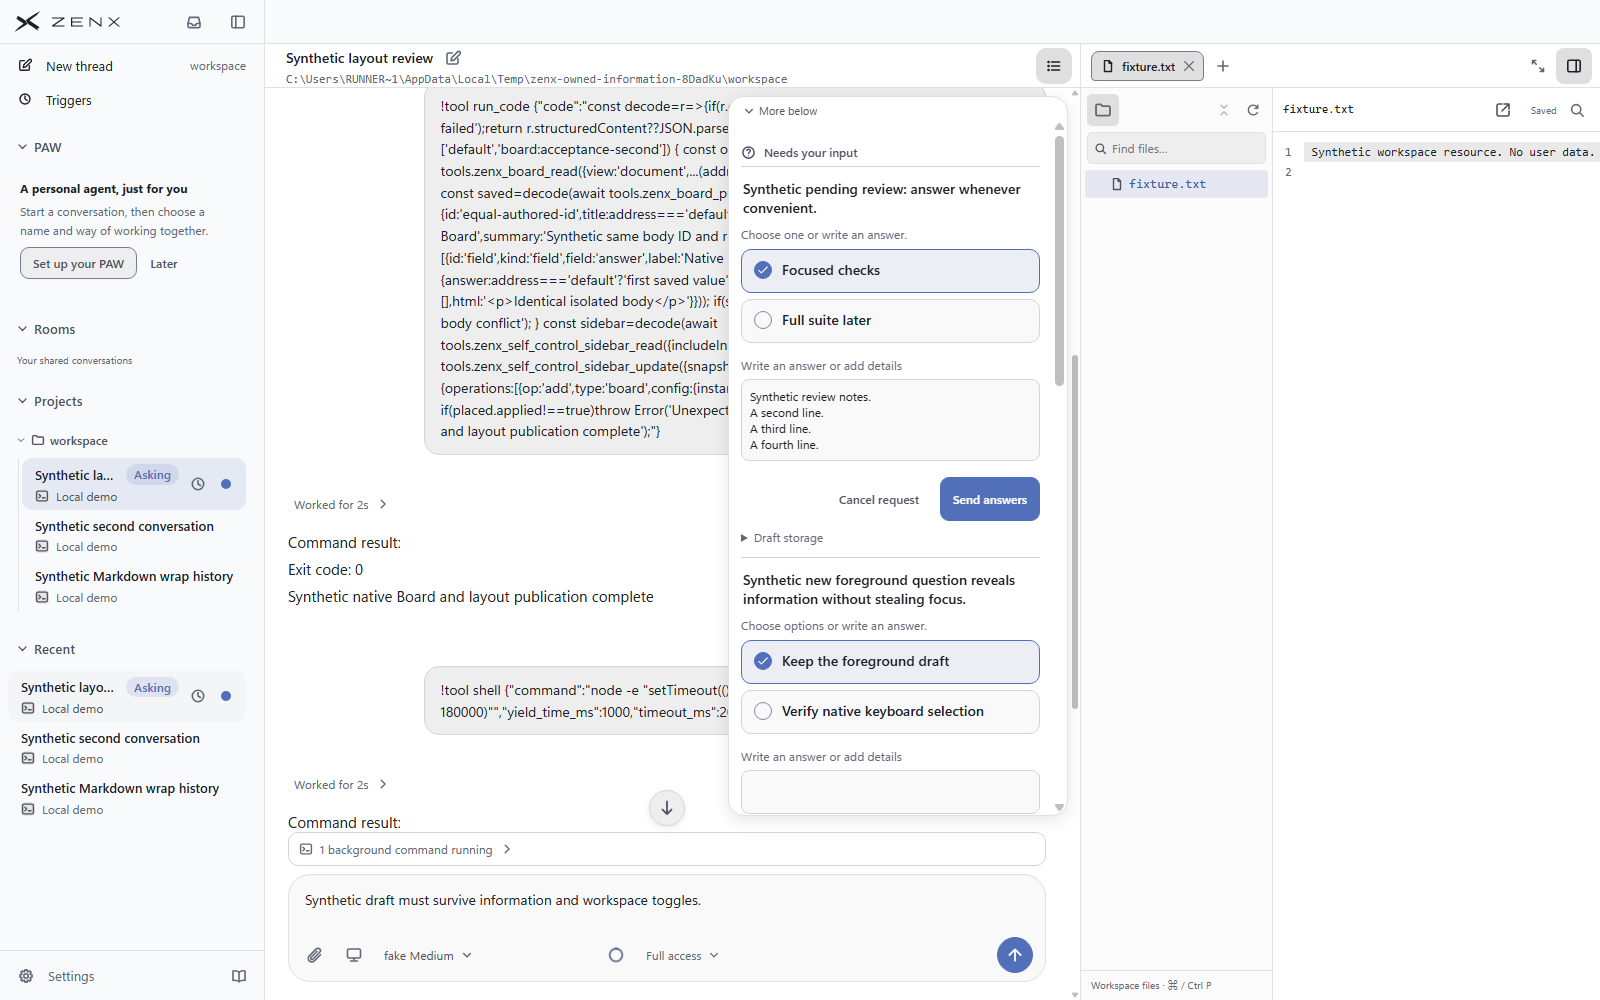 ZENX
New thread
workspace
Triggers
PAW
A personal agent, just for you
Start a conversation, then choose a
name and way of working together.
Set up your PAW
Later
Rooms
Your shared conversations
Projects
workspace
Synthetic la...
Asking
Local demo
Synthetic second conversation
Local demo
Synthetic Markdown wrap history
Local demo
Recent
Synthetic layo...
Asking
Local demo
Synthetic second conversation
Local demo
Synthetic Markdown wrap history
Local demo
Settings
Synthetic layout review
C:\Users\RUNNER~1\AppData\Local\Temp\zenx-owned-information-8DadKu\workspace
!tool run_code {"code":"const decode=r=>{if(r.
failed');return r.structuredContent??JSON.parse
['default','board:acceptance-second']) { const o
tools.zenx_board_read({view:'document',...(addr
const saved=decode(await tools.zenx_board_p
{id:'equal-authored-id',title:address==='default
Board',summary:'Synthetic same body ID and r
[{id:'field',kind:'field',field:'answer',label:'Native
{answer:address==='default'?'first saved value'
[],html:'<p>Identical isolated body</p>'}})); if(s
body conflict'); } const sidebar=decode(await
tools.zenx_self_control_sidebar_read({includeIn
tools.zenx_self_control_sidebar_update({snapsh
{operations:[{op:'add',type:'board',config:{instan
if(placed.applied!==true)throw Error('Unexpect
and layout publication complete');"}
Worked for 2s
Command result:
Exit code: 0
Synthetic native Board and layout publication complete
!tool shell {"command":"node -e "setTimeout(()
180000)"","yield_time_ms":1000,"timeout_ms":2
Worked for 2s
Command result:
1 background command running
Synthetic draft must survive information and workspace toggles.
fake Medium
Full access
More below
Needs your input
Synthetic pending review: answer whenever
convenient.
Choose one or write an answer.
Focused checks
Full suite later
Write an answer or add details
Synthetic review notes.
A second line.
A third line.
A fourth line.
Cancel request
Send answers
Draft storage
Synthetic new foreground question reveals
information without stealing focus.
Choose options or write an answer.
Keep the foreground draft
Verify native keyboard selection
Write an answer or add details
fixture.txt
Find files...
fixture.txt
Workspace files · ⌘ / Ctrl P
fixture.txt
Saved
1 Synthetic workspace resource. No user data.
2